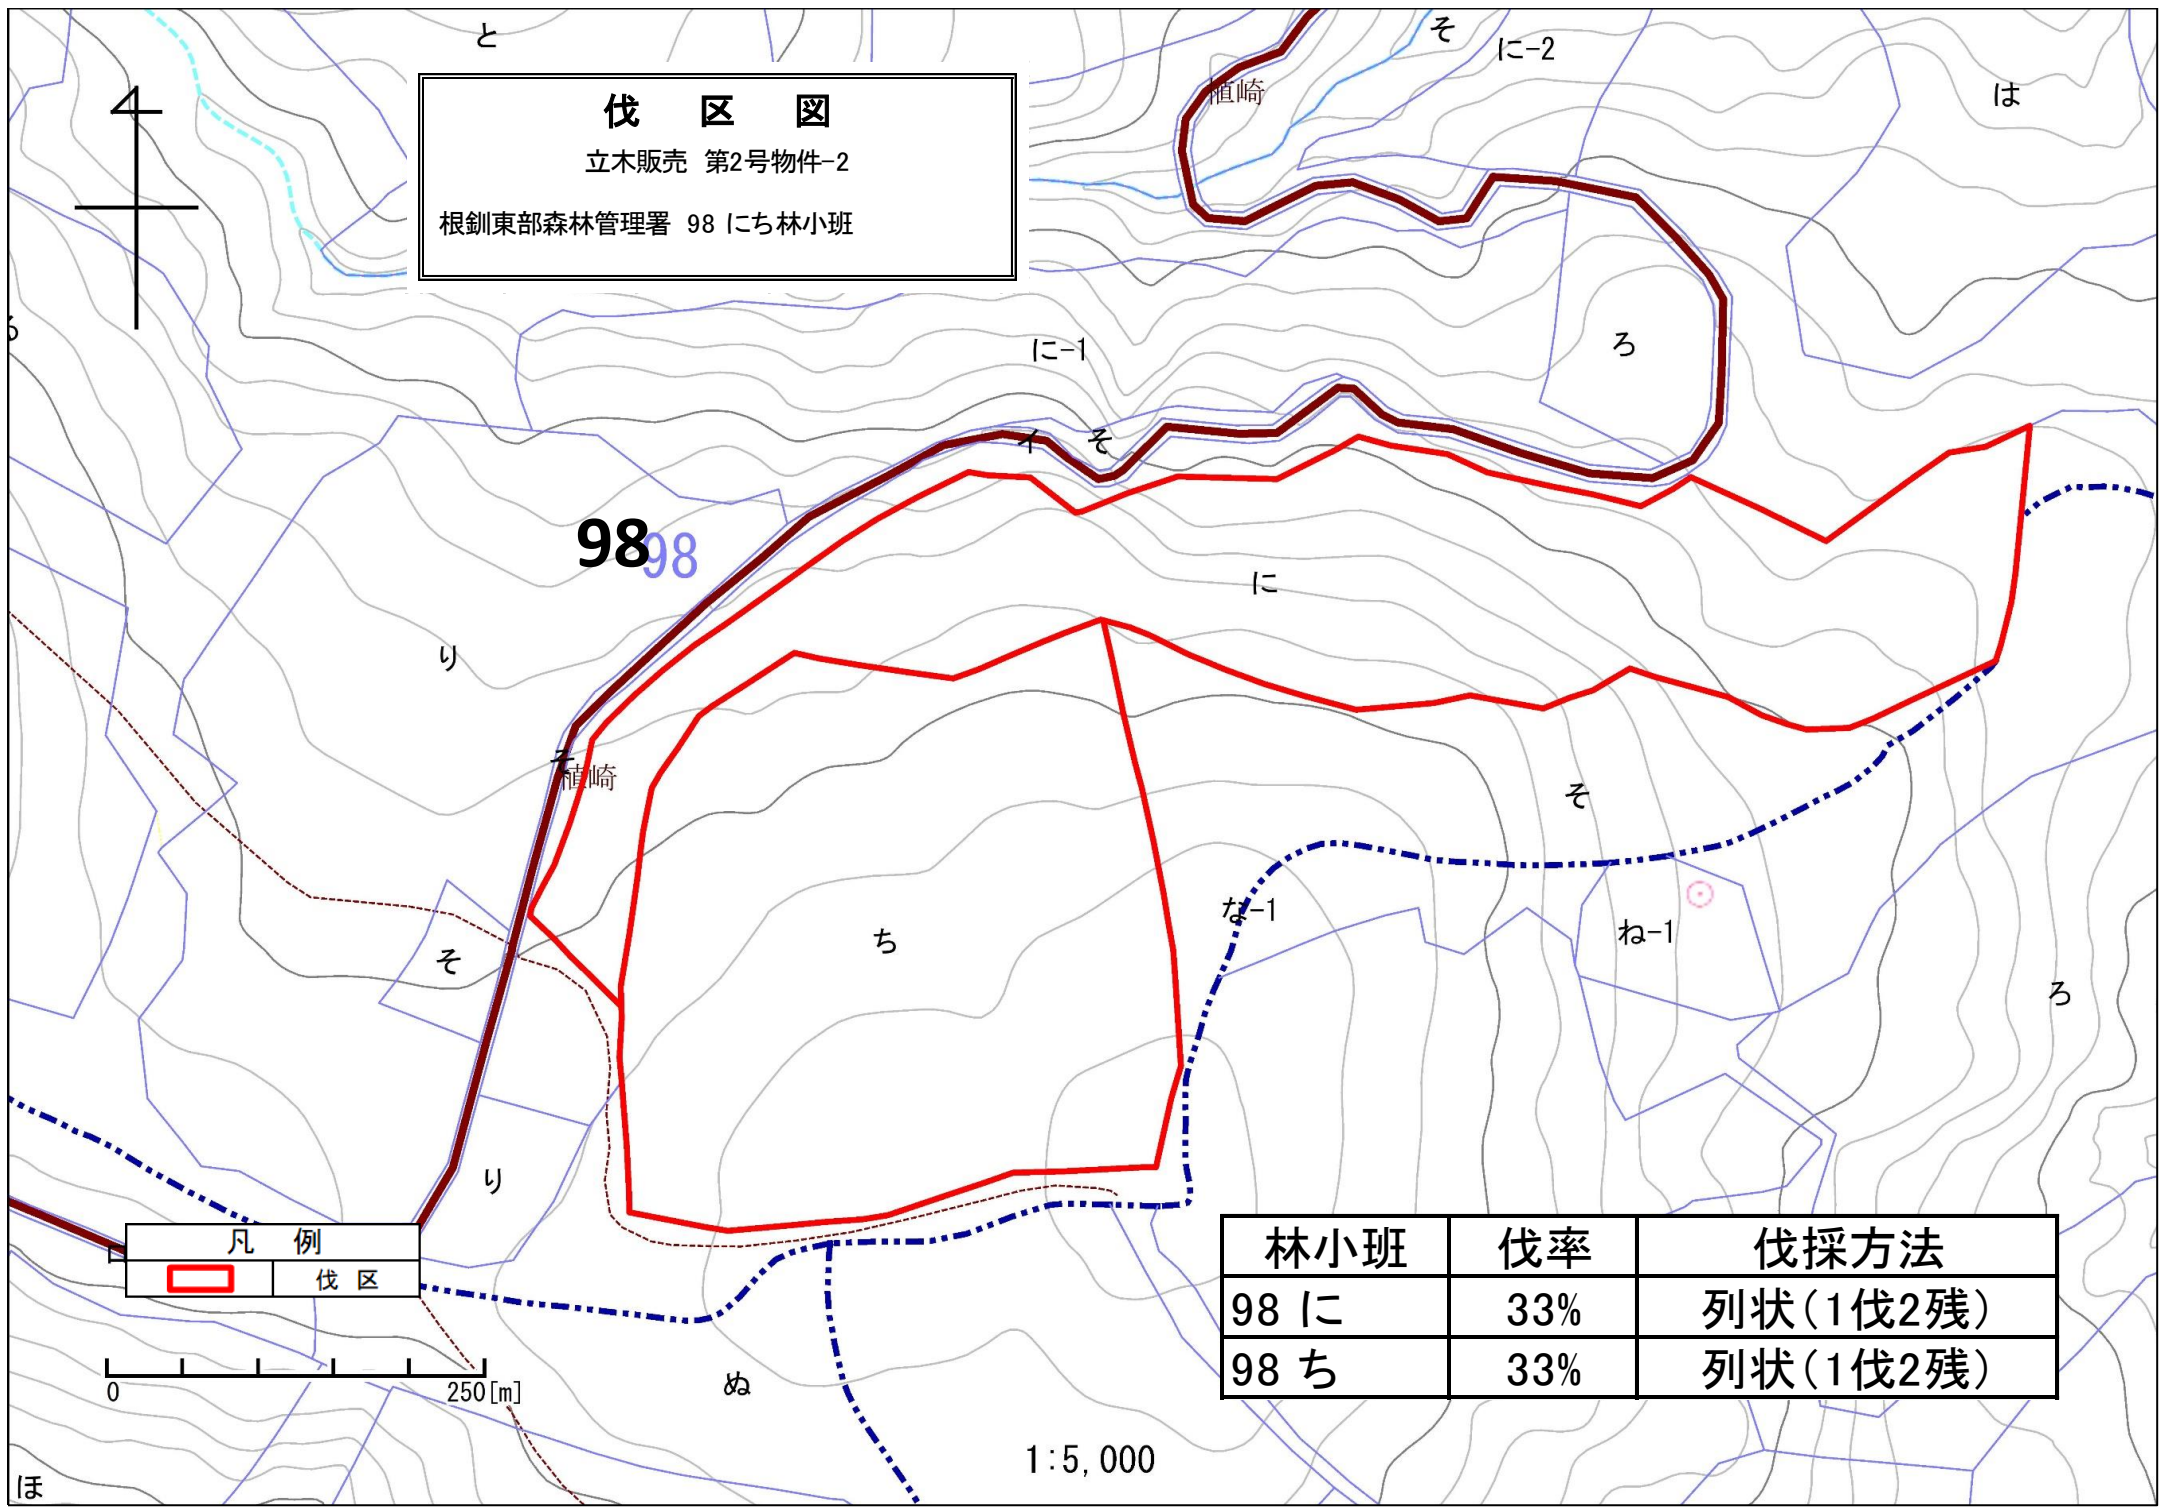 と
そ
に-2
は
植崎
伐 区 図
立木販売 第2号物件-2
根釧東部森林管理署 98 にち林小班
る
に-1
ろ
イ そ
98
98
に
り
そ
植崎
そ
な-1
ち
ね-1
そ
ろ
り
凡 例
伐 区
0 250[m]
林小班 伐率 伐採方法
98 に 33% 列状(1伐2残)
98 ち 33% 列状(1伐2残)
ぬ
1:5,000
ほ